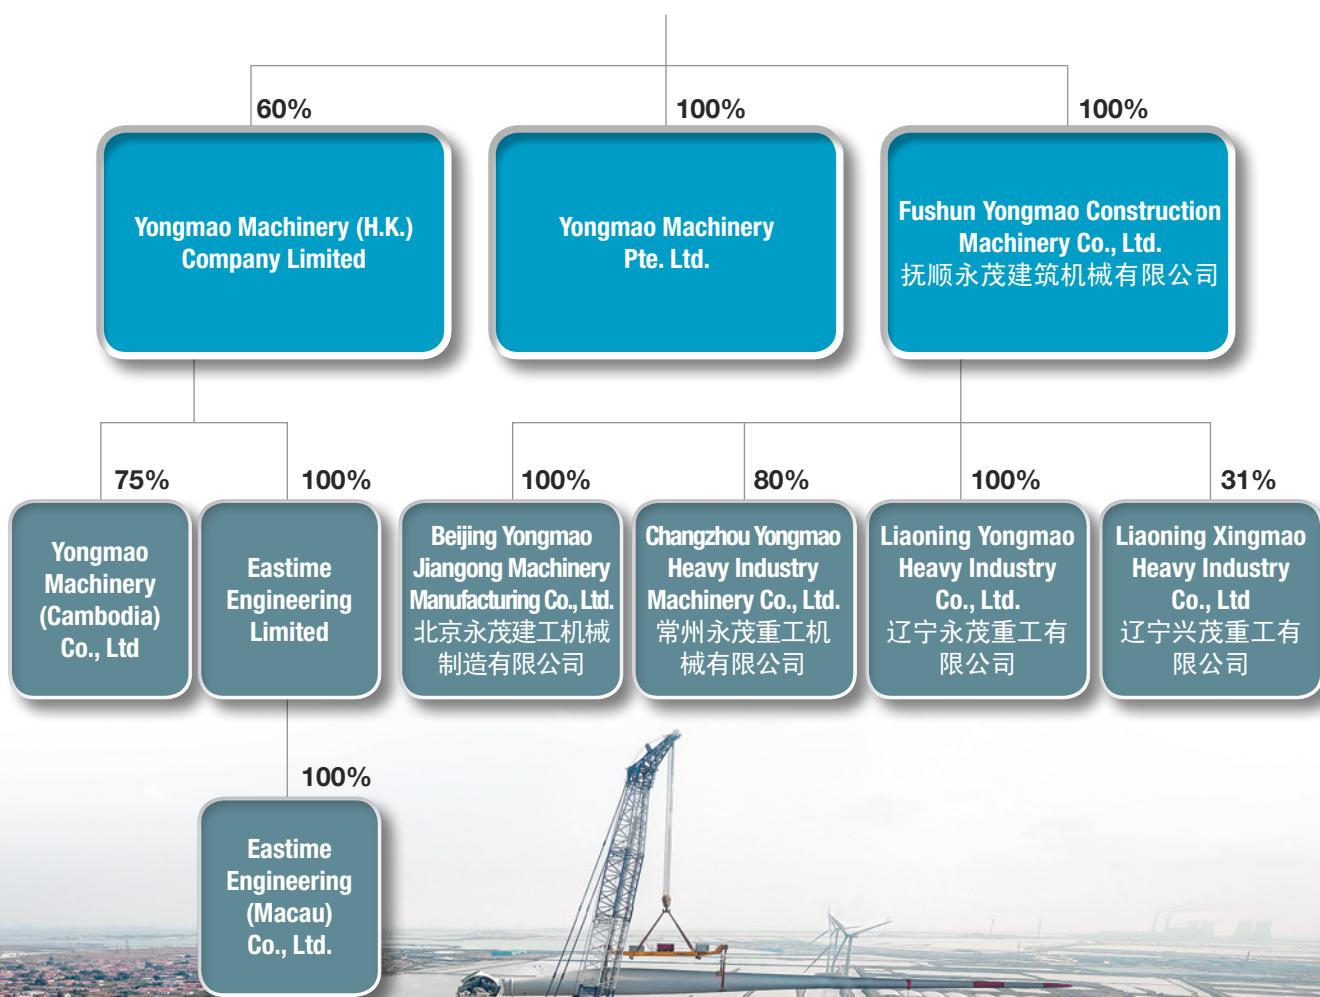 60%
100%
100%
Yongmao Machinery (H.K.)
Company Limited
Yongmao Machinery
Pte. Ltd.
Fushun Yongmao Construction
Machinery Co., Ltd.
抚顺永茂建筑机械有限公司
75%
100%
100%
80%
100%
31%
Yongmao
Machinery
(Cambodia)
Co., Ltd
Eastime
Engineering
Limited
Beijing Yongmao
Jiangong Machinery
Manufacturing Co., Ltd.
北京永茂建工机械
制造有限公司
Changzhou Yongmao
Heavy Industry
Machinery Co., Ltd.
常州永茂重工机
械有限公司
Liaoning Yongmao
Heavy Industry
Co., Ltd.
辽宁永茂重工有
限公司
Liaoning Xingmao
Heavy Industry
Co., Ltd
辽宁兴茂重工有
限公司
100%
Eastime
Engineering
(Macau)
Co., Ltd.